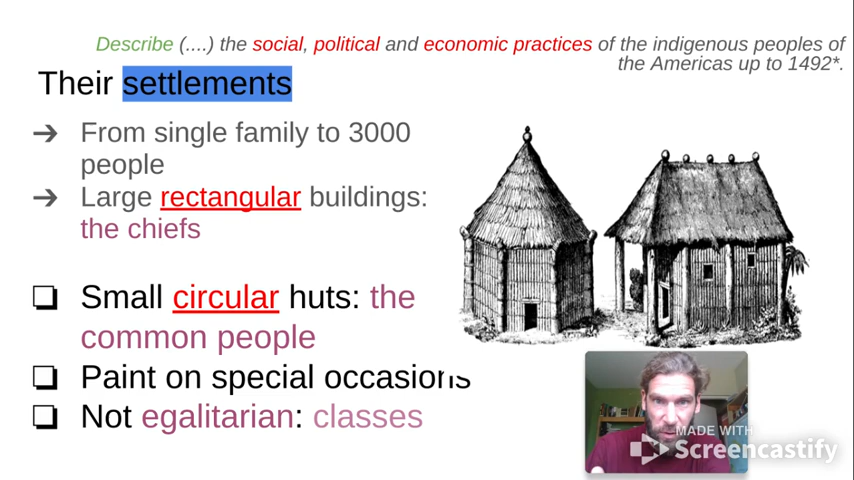 Describe (....) the social, political and economic practices of the indigenous peoples of
the Americas up to 1492*.
Their settlements
➔ From single family to 3000
people
➔ Large rectangular buildings:
the chiefs
❏ Small circular huts: the
common people
❏ Paint on special occasions
❏ Not egalitarian: classes
MADE WITH
Screencastify